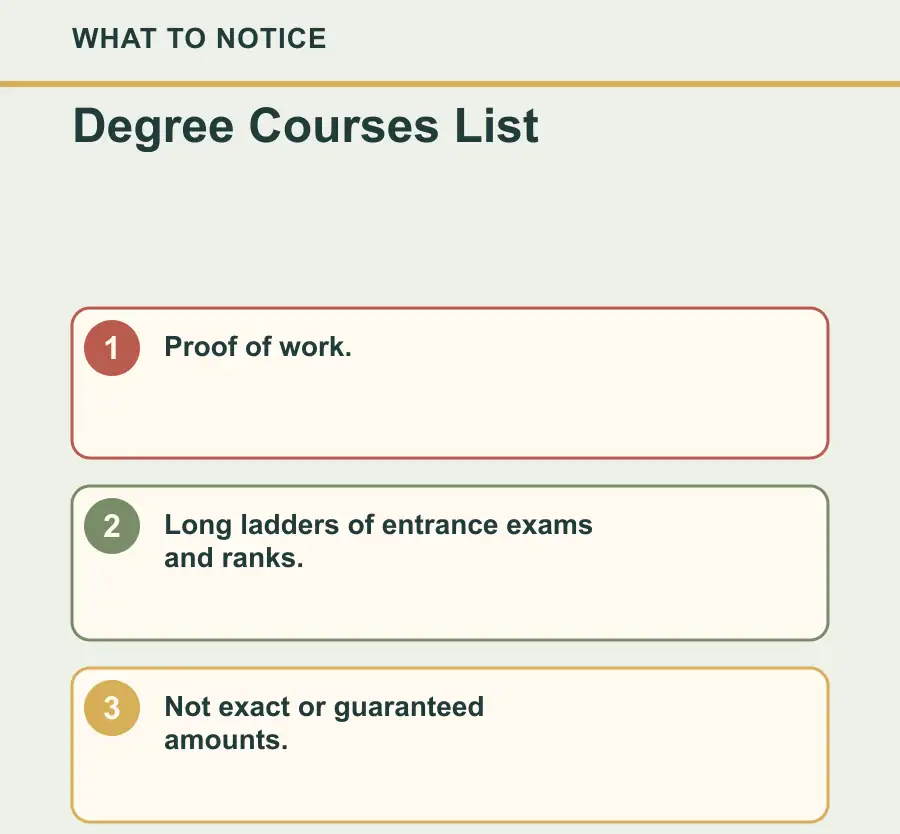 WHAT TO NOTICE
Degree Courses List
1
Proof of work.
2
Long ladders of entrance exams
and ranks.
3
Not exact or guaranteed
amounts.